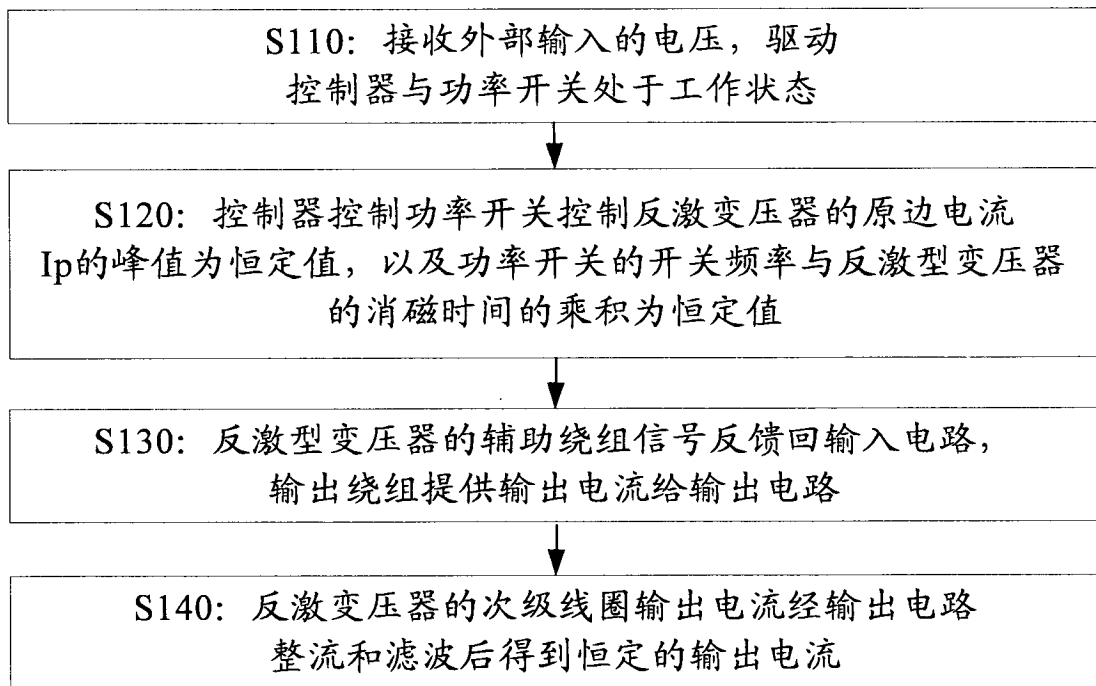 S110: 接收外部输入的电压，驱动
控制器与功率开关处于工作状态
S120: 控制器控制功率开关控制反激变压器的原边电流
Ip的峰值为恒定值，以及功率开关的开关频率与反激型变压器
的消磁时间的乘积为恒定值
S130: 反激型变压器的辅助绕组信号反馈回输入电路，
输出绕组提供输出电流给输出电路
S140: 反激变压器的次级线圈输出电流经输出电路
整流和滤波后得到恒定的输出电流